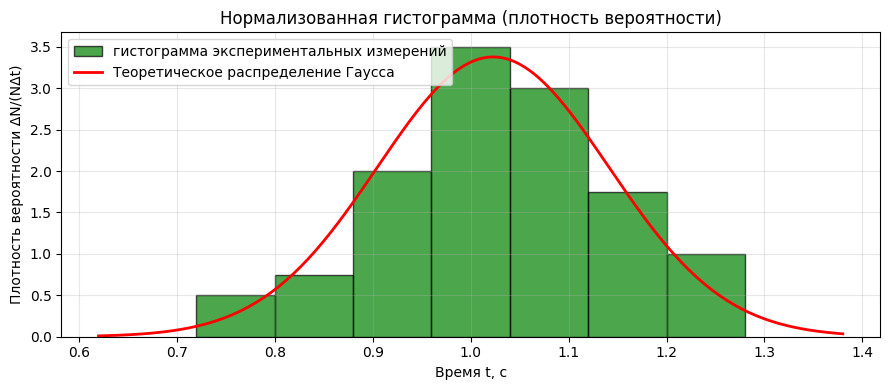 Нормализованная гистограмма (плотность вероятности)
гистограмма экспериментальных измерений
Теоретическое распределение Гаусса
Плотность вероятности ΔN/(NΔt)
3.5
3.0
2.5
2.0
1.5
1.0
0.5
0.0
0.6 0.7 0.8 0.9 1.0 1.1 1.2 1.3 1.4
Время t, с